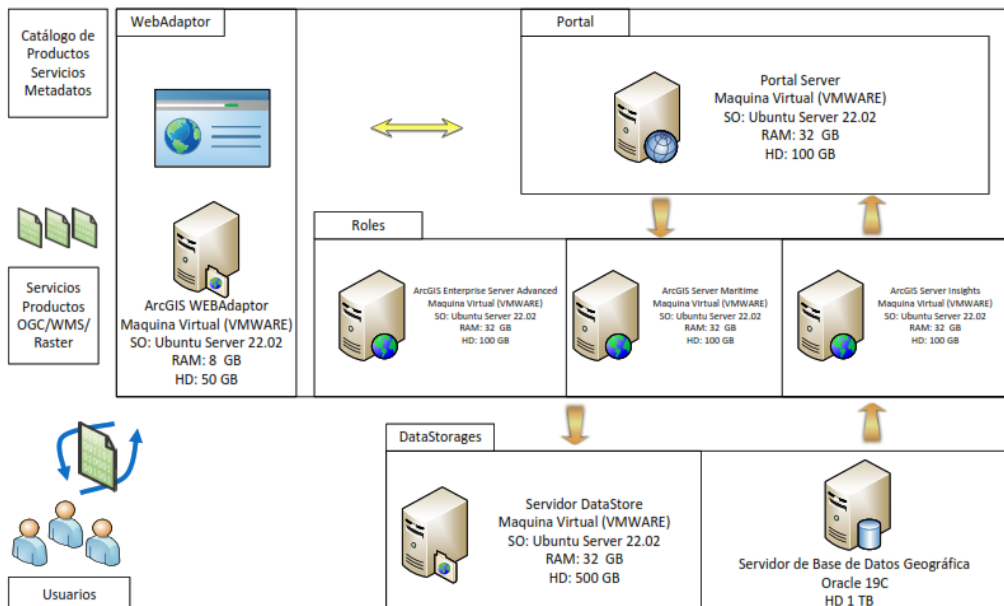 Catálogo de
Productos
Servicios
Metadatos
Servicios
Productos
OGC/WMS/
Raster
Usuarios
WebAdaptor
ArcGIS WEBAdaptor
Maquina Virtual (VMWARE)
SO: Ubuntu Server 22.02
RAM: 8 GB
HD: 50 GB
Portal
Portal Server
Maquina Virtual (VMWARE)
SO: Ubuntu Server 22.02
RAM: 32 GB
HD: 100 GB
Roles
ArcGIS Enterprise Server Advanced
Maquina Virtual (VMWARE)
SO: Ubuntu Server 22.02
RAM: 32 GB
HD: 100 GB
ArcGIS Server Maritime
Maquina Virtual (VMWARE)
SO: Ubuntu Server 22.02
RAM: 32 GB
HD: 100 GB
ArcGIS Server Insights
Maquina Virtual (VMWARE)
SO: Ubuntu Server 22.02
RAM: 32 GB
HD: 100 GB
DataStorages
Servidor DataStore
Maquina Virtual (VMWARE)
SO: Ubuntu Server 22.02
RAM: 32 GB
HD: 500 GB
Servidor de Base de Datos Geográfica
Oracle 19C
HD 1 TB